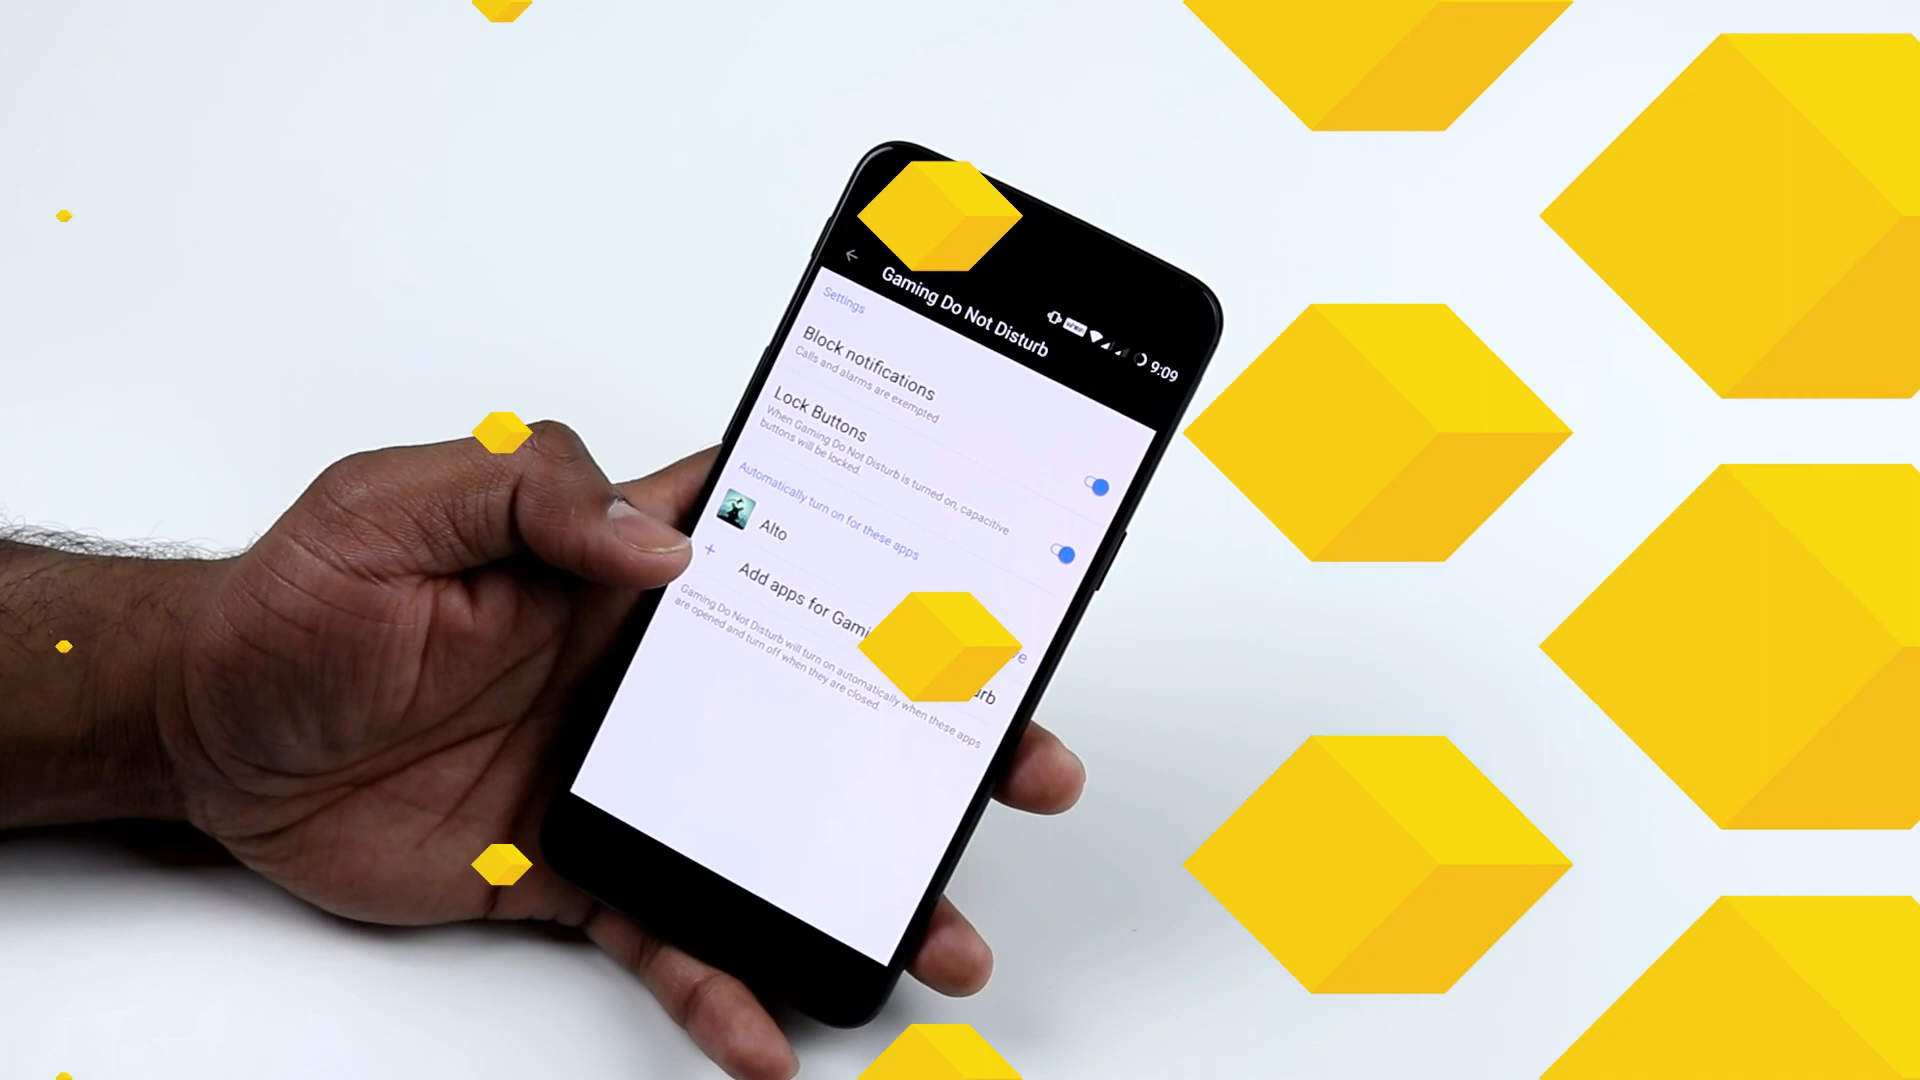 9:09
Gaming Do Not Disturb
Settings
Block notifications
Calls and alarms are exempted
Lock Buttons
When Gaming Do Not Disturb is turned on, capacitive
buttons will be locked.
Automatically turn on for these apps
Alto
Add apps for Gami
urb
Gaming Do Not Disturb will turn on automatically when these apps
are opened and turn off when they are closed.